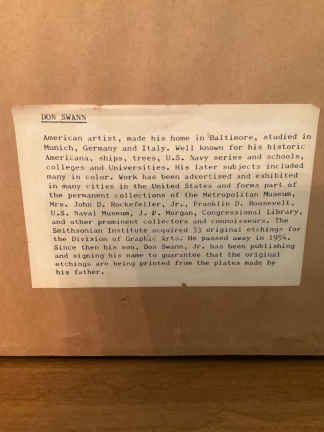 DON SWANN
American artist, made his home in Baltimore, studied in
Munich, Germany and Italy. Well known for his historic
Americana, ships, trees, U.S. Navy series and schools,
colleges and Universities. His later subjects included
many in color. Work has been advertised and exhibited
in many cities in the United States and forms part of
the permanent collections of the Metropolitan Museum,
Mrs. John D. Rockefeller, Jr., Franklin D. Roosevelt,
U.S. Naval Museum, J. P. Morgan, Congressional Library,
and other prominent collectors and connoisseurs. The
Smithsonian Institute acquired 33 original etchings for
the Division of Graphic Arts. He passed away in 1954.
Since then his son, Don Swann, Jr. has been publishing
and signing his name to guarantee that the original
etchings are being printed from the plates made by
his father.